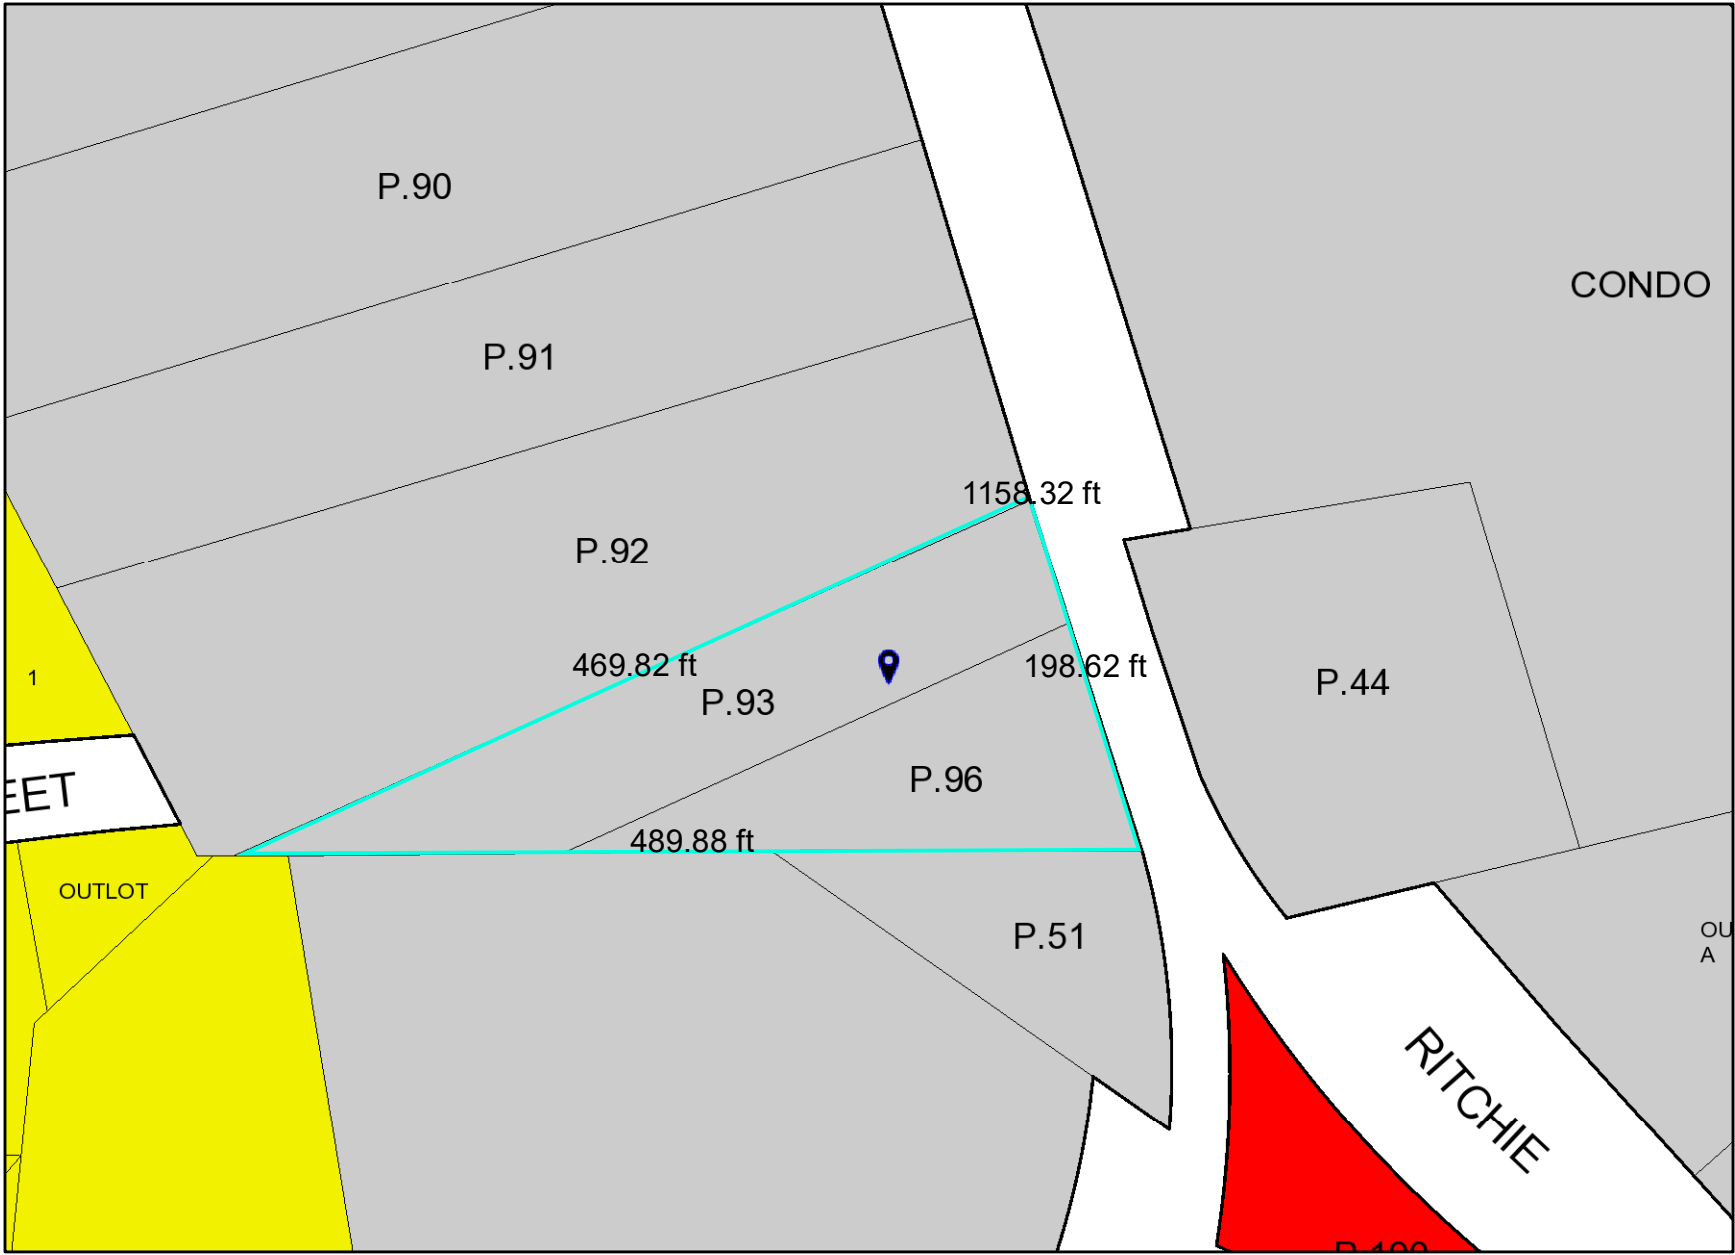 P.90
CONDO
P.91
1158.32 ft
P.92
469.82 ft
198.62 ft
1
P.93
P.44
P.96
EET
489.88 ft
OUTLOT
P.51
OU
A
RITCHIE